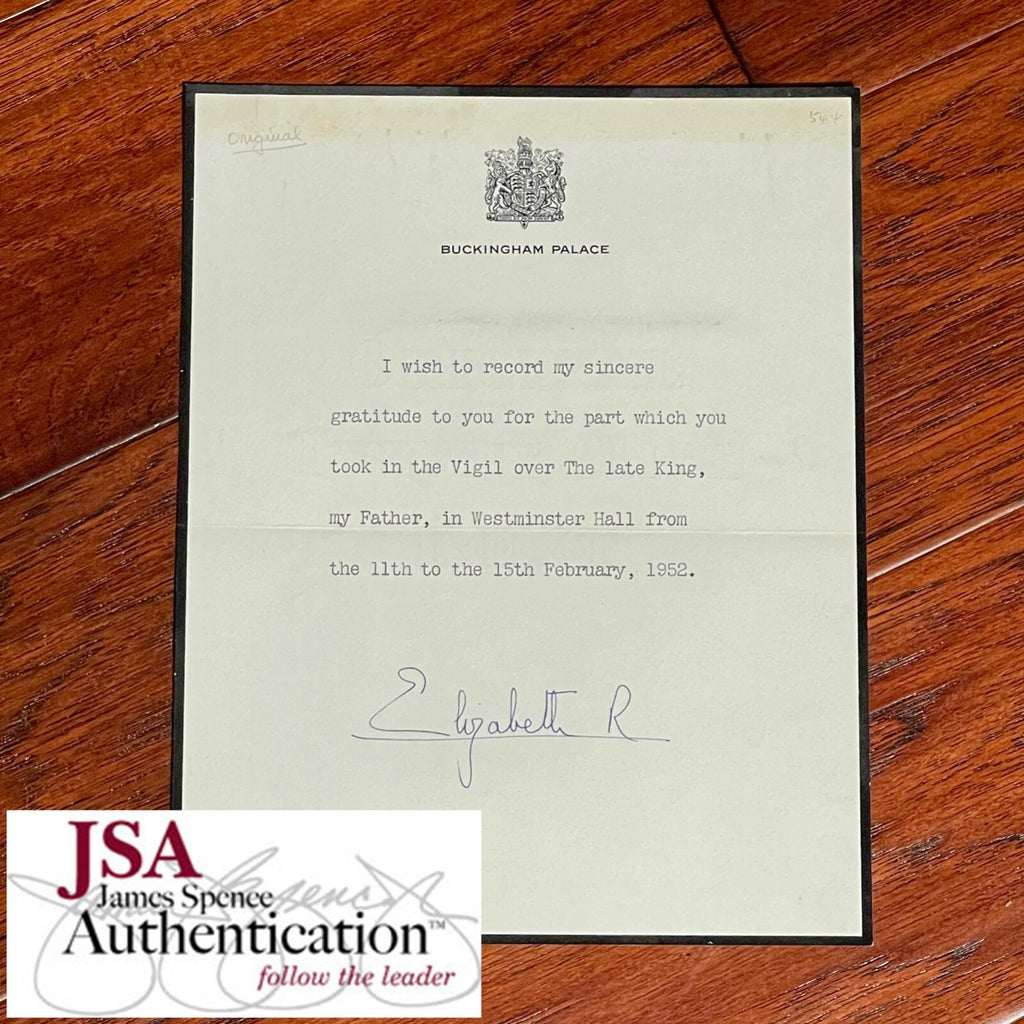 Original
544
BUCKINGHAM PALACE
I wish to record my sincere
gratitude to you for the part which you
took in the Vigil over The late King,
my Father, in Westminster Hall from
the 11th to the 15th February, 1952.
Elizabeth R
JSA
James Spence
Authentication™
follow the leader